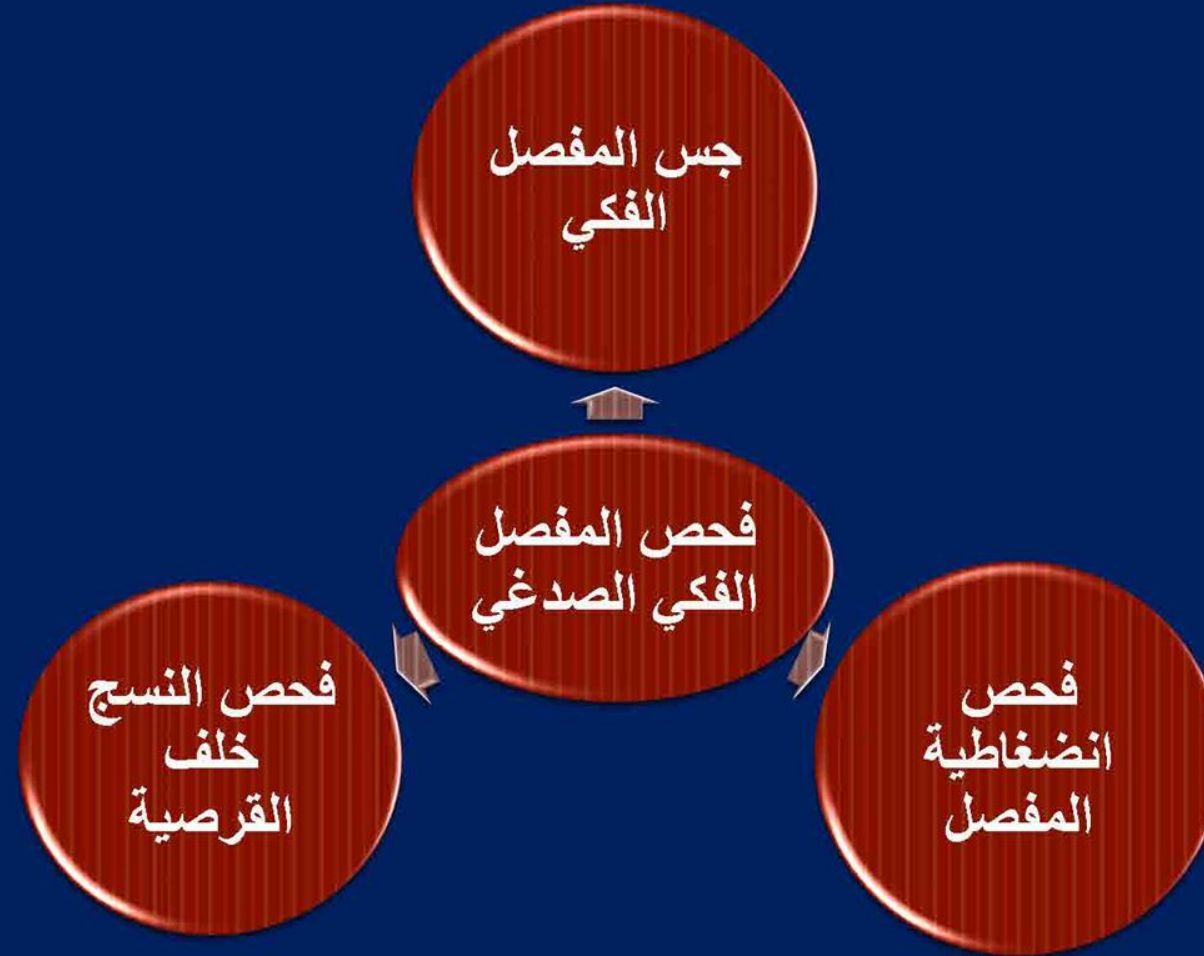 جس المفصل
الفكي
فحص المفصل
الفكي الصدغي
فحص
انضغاطية
المفصل
فحص النسج
خلف
القرصية